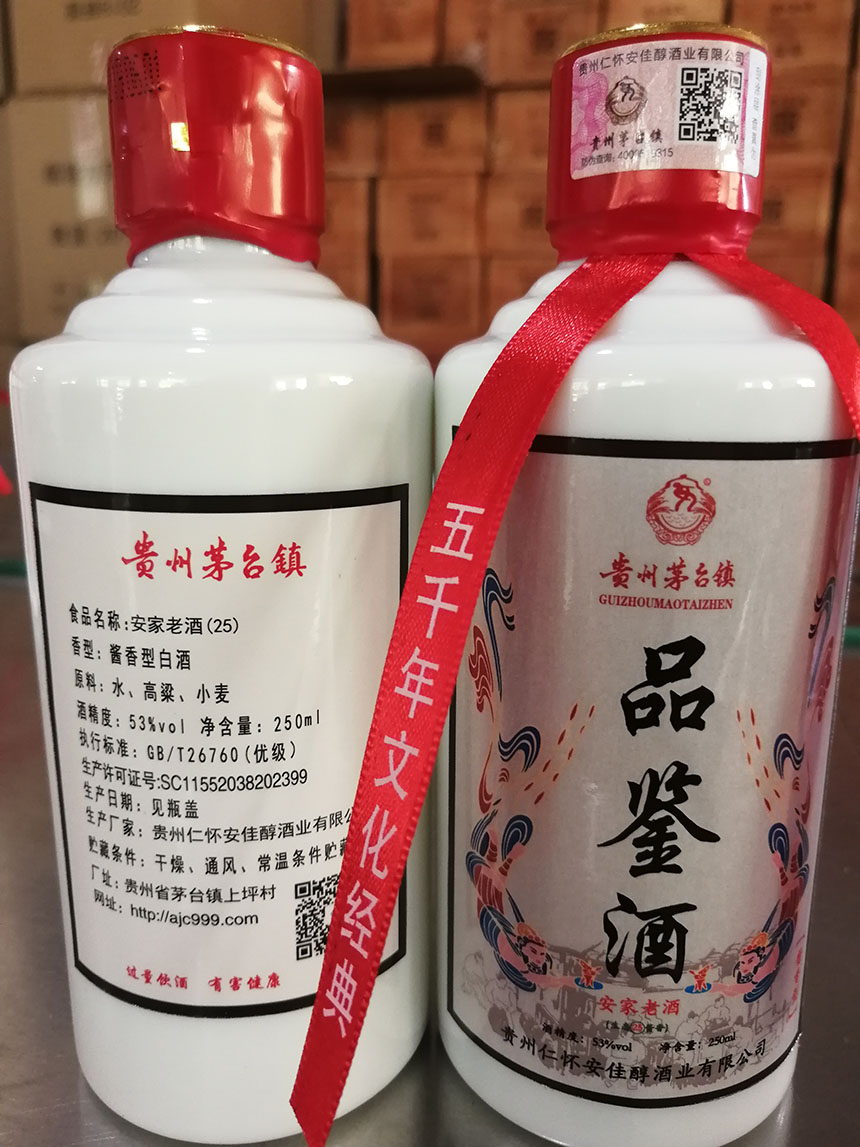 贵州仁怀安佳醇酒业有限公司
贵州茅台镇
贵州茅台鎮
食品名称:安家老酒(25)
香型:酱香型白酒
原料:水、高粱、小麦
酒精度:53%vol 净含量:250ml
执行标准:GB/T26760(优级)
生产许可证号:SC11552038202399
生产日期:见瓶盖
生产厂家:贵州仁怀安佳醇酒业有限公
贮藏条件:干燥、通风、常温条件贮藏
厂址:贵州省茅台镇上坪村
网址:http://ajc999.com
过量饮酒 有害健康
五千年文化经典
贵州茅台镇
GUIZHOUMAOTAIZHEN
品鉴酒
安家老酒
酒精度:53%vol 净含量:250ml
贵州仁怀安佳醇酒业有限公司